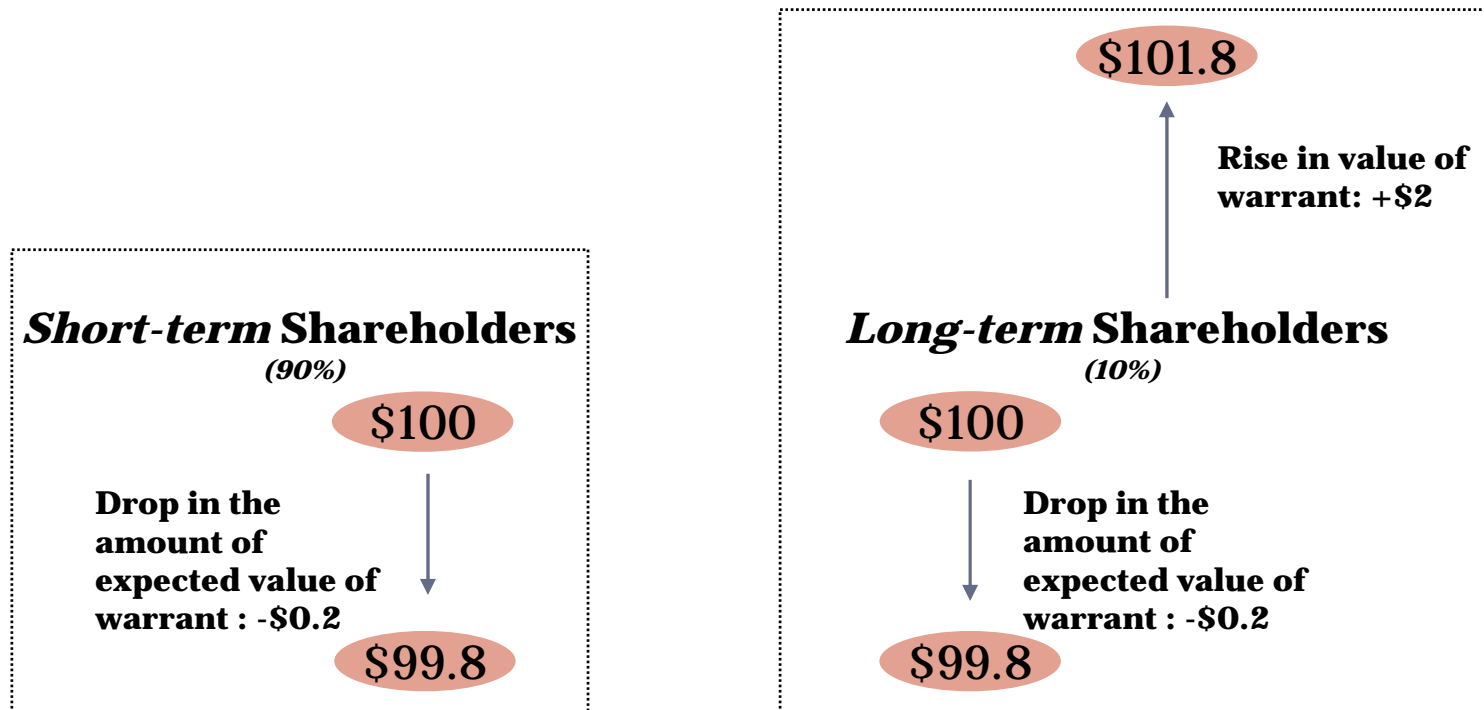 Short-term Shareholders
(90%)
$100
Drop in the
amount of
expected value of
warrant : -$0.2
$99.8
$101.8
Rise in value of
warrant: +$2
Long-term Shareholders
(10%)
$100
Drop in the
amount of
expected value of
warrant : -$0.2
$99.8